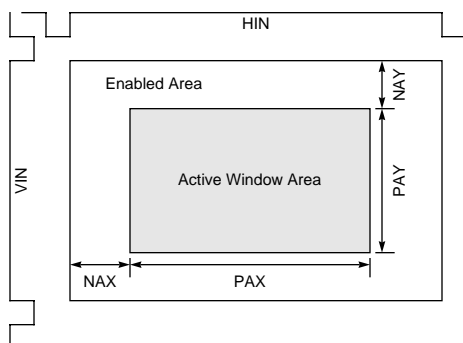 HIN
Enabled Area
NAY
VIN
Active Window Area
PAY
NAX
PAX